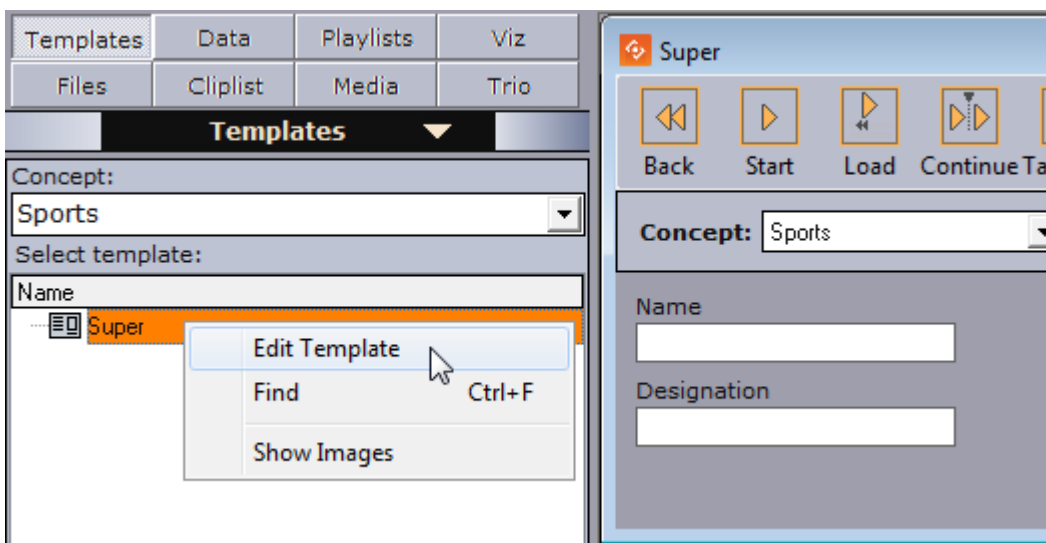 Templates Data Playlists Viz
Files Cliplist Media Trio
Templates
Concept:
Sports
Select template:
Name
Super
Edit Template
Find Ctrl+F
Show Images
Super
Back Start Load Continue Ta
Concept: Sports
Name
Designation